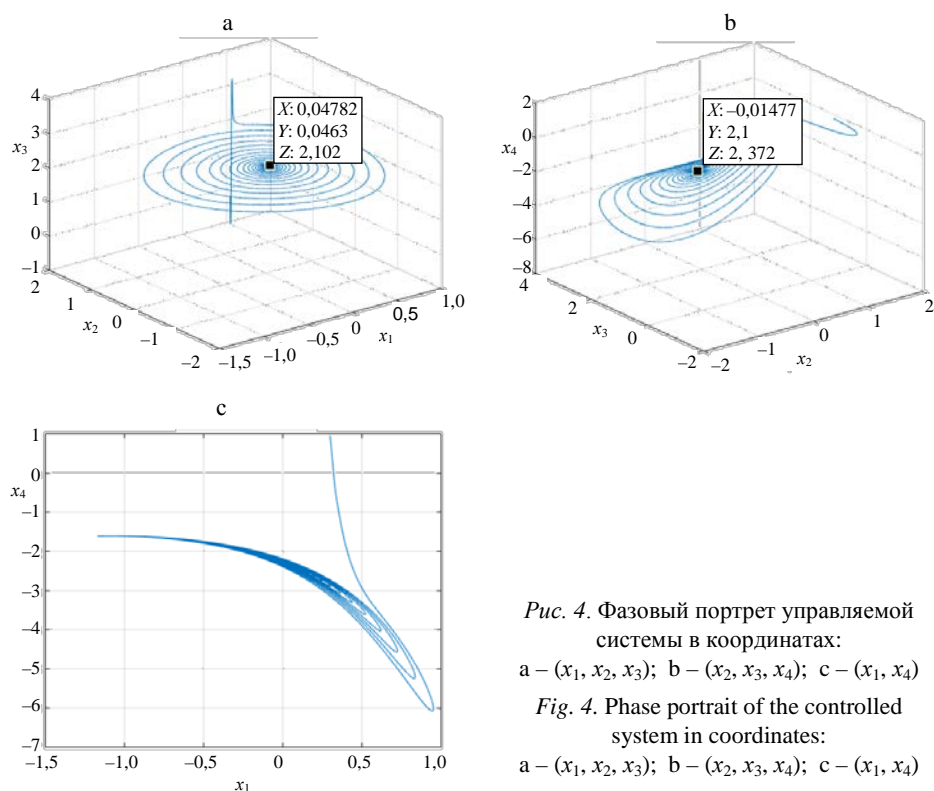 a
4
3
x3
2
1
0
−1
2
1
x2
0
−1
−2
−1,5
−1,0
−0,5
0
x1
0,5
1,0
X: 0,04782
Y: 0,0463
Z: 2,102
b
2
0
x4
−2
−4
−6
−8
4
2
x3
0
−2
−2
−1
0
x2
1
2
X: −0,01477
Y: 2,1
Z: 2, 372
c
1
0
x4
−1
−2
−3
−4
−5
−6
−7
−1,5
−1,0
−0,5
0
0,5
1,0
x1
Рис. 4. Фазовый портрет управляемой
системы в координатах:
a – (x1, x2, x3); b – (x2, x3, x4); c – (x1, x4)
Fig. 4. Phase portrait of the controlled
system in coordinates:
a – (x1, x2, x3); b – (x2, x3, x4); c – (x1, x4)